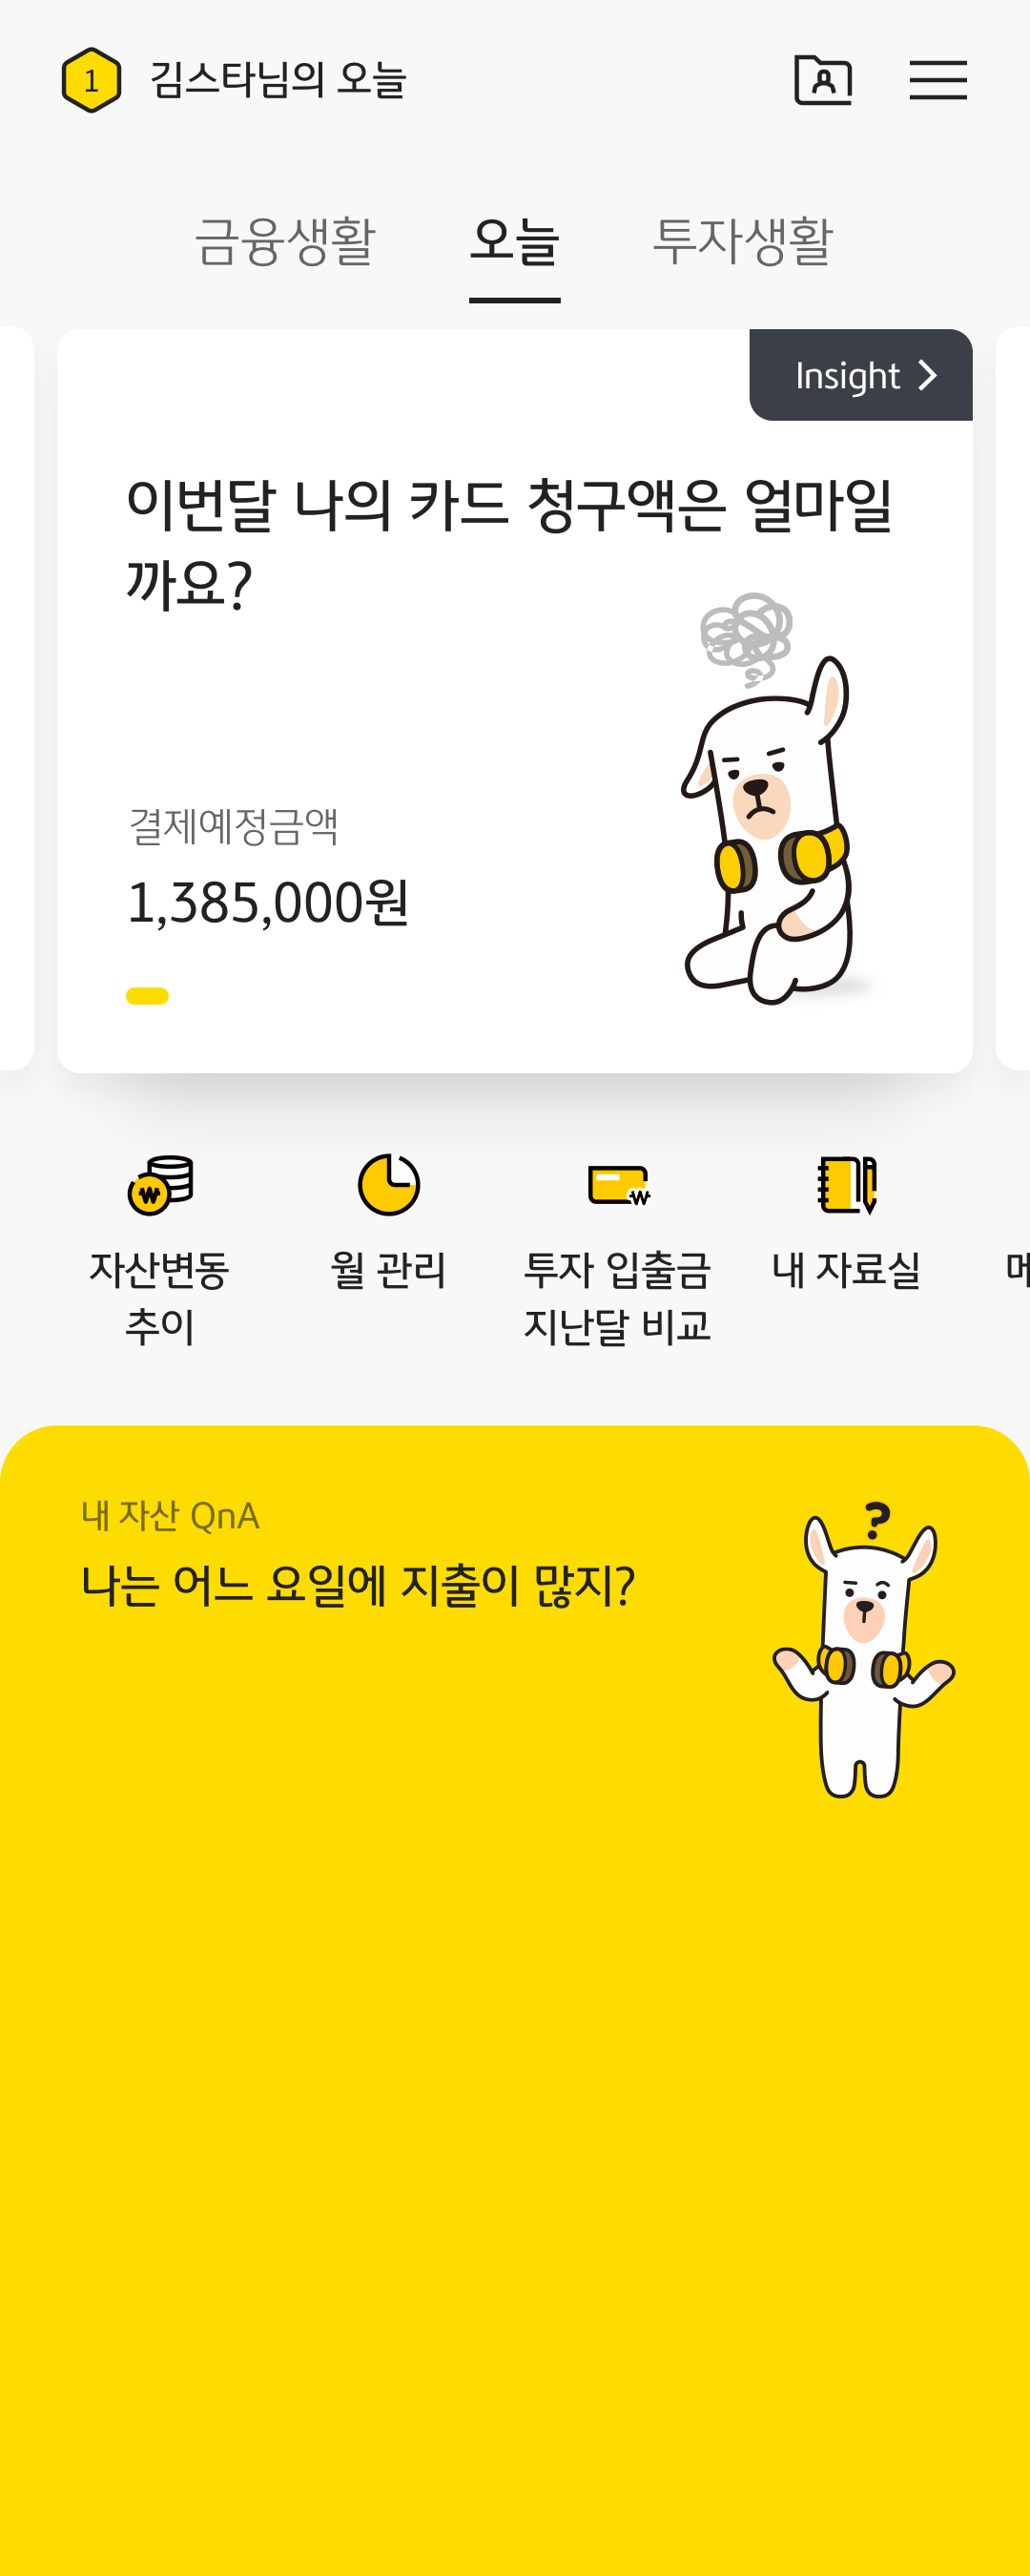 1 김스타님의 오늘
금융생활 오늘 투자생활
Insight
이번달 나의 카드 청구액은 얼마일
까요?
결제예정금액
1,385,000원
자산변동
추이
월 관리
투자 입출금
지난달 비교
내 자료실
메
내 자산 QnA
나는 어느 요일에 지출이 많지?
?